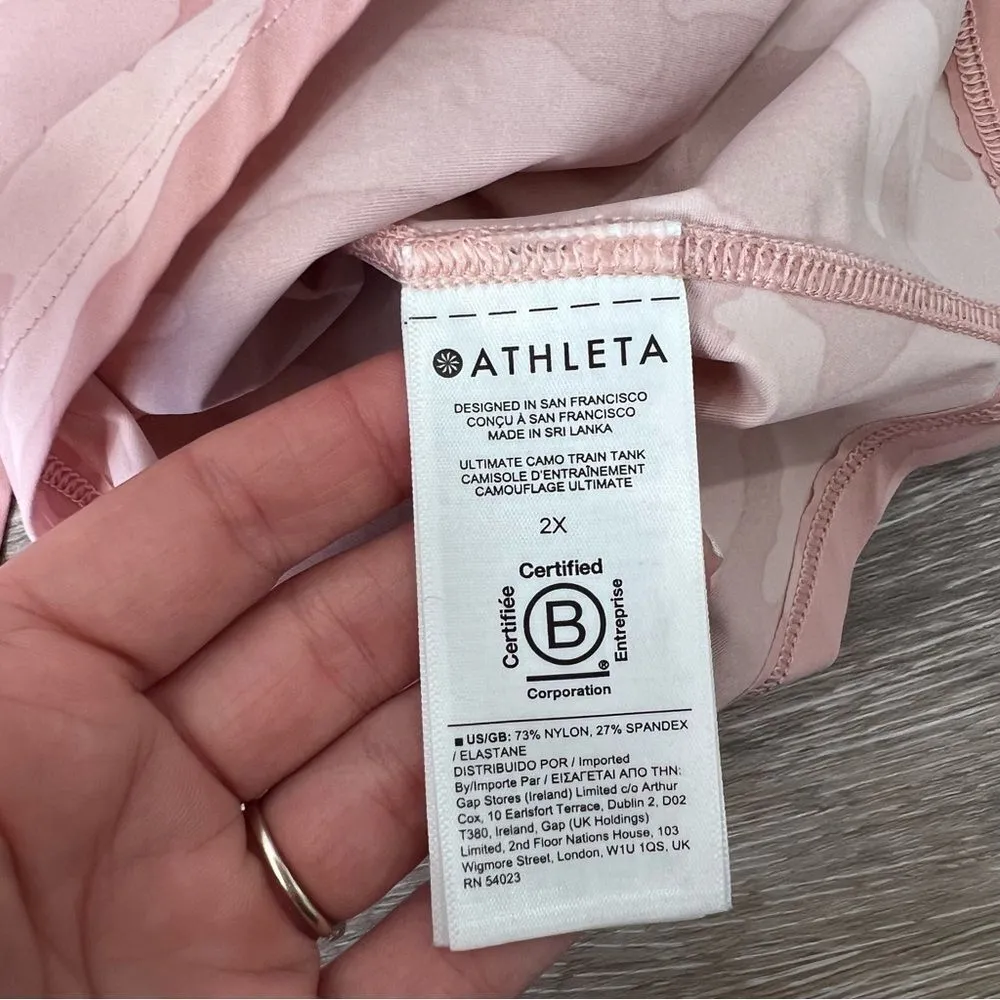 ATHLETA
DESIGNED IN SAN FRANCISCO
CONÇU À SAN FRANCISCO
MADE IN SRI LANKA
ULTIMATE CAMO TRAIN TANK
CAMISOLE D'ENTRAÎNEMENT
CAMOUFLAGE ULTIMATE
2X
Certified
Certifiée
B
Entreprise
®
Corporation
■ US/GB: 73% NYLON, 27% SPANDEX
/ ELASTANE
DISTRIBUIDO POR / Imported
By/Importe Par / ΕΙΣΑΓΕΤΑΙ ΑΠΟ ΤΗΝ:
Gap Stores (Ireland) Limited c/o Arthur
Cox, 10 Earlsfort Terrace, Dublin 2, D02
T380, Ireland, Gap (UK Holdings)
Limited, 2nd Floor Nations House, 103
Wigmore Street, London, W1U 1QS, UK
RN 54023